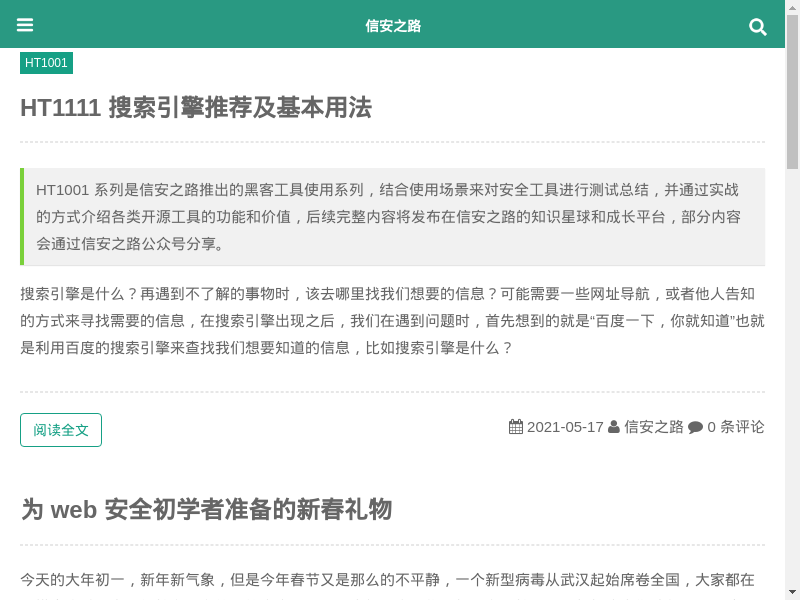 信安之路
HT1001
HT1111 搜索引擎推荐及基本用法
HT1001 系列是信安之路推出的黑客工具使用系列，结合使用场景来对安全工具进行测试总结，并通过实战
的方式介绍各类开源工具的功能和价值，后续完整内容将发布在信安之路的知识星球和成长平台，部分内容
会通过信安之路公众号分享。
搜索引擎是什么？再遇到不了解的事物时，该去哪里找我们想要的信息？可能需要一些网址导航，或者他人告知
的方式来寻找需要的信息，在搜索引擎出现之后，我们在遇到问题时，首先想到的就是“百度一下，你就知道”也就
是利用百度的搜索引擎来查找我们想要知道的信息，比如搜索引擎是什么？
阅读全文
2021-05-17 信安之路 0 条评论
为 web 安全初学者准备的新春礼物
今天的大年初一，新年新气象，但是今年春节又是那么的不平静，一个新型病毒从武汉起始席卷全国，大家都在